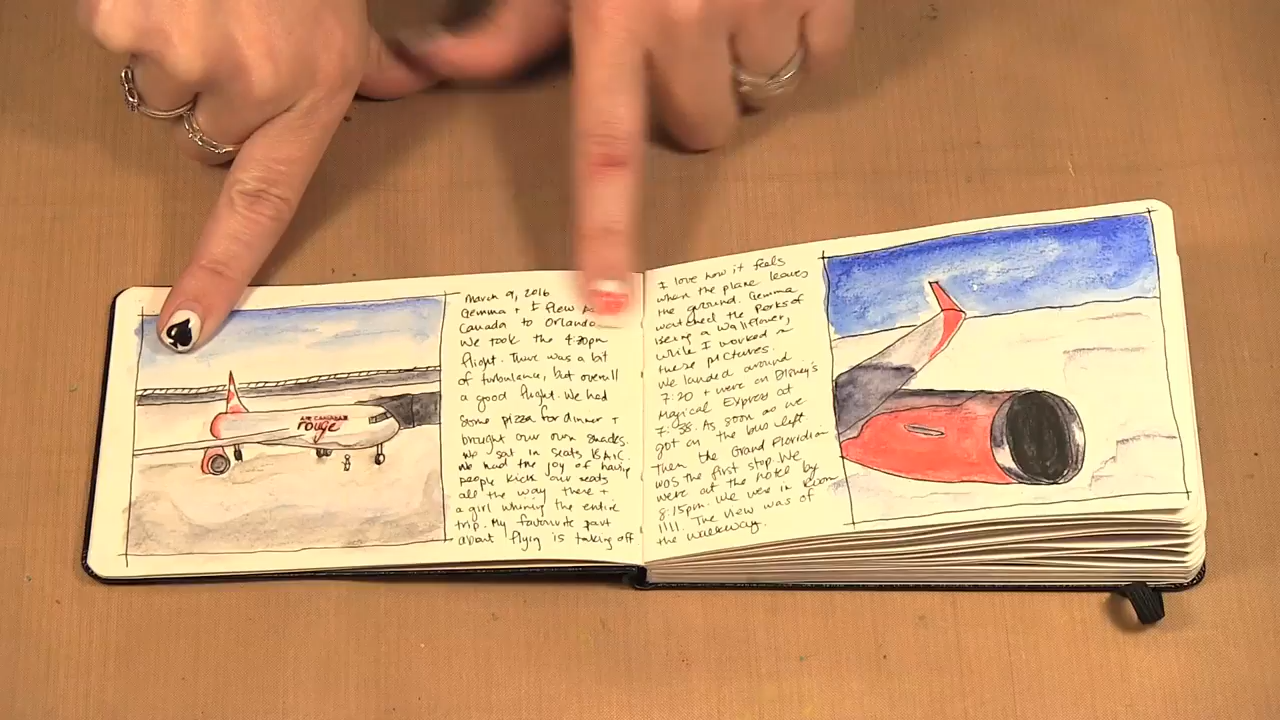 AIR CANADA
rouge
March 9, 2016
Gemma + I flew
Canada to Orlando
We took the 4:30pm
flight. There was a bit
of turbulence, but overall
a good flight. We had
some pizza for dinner +
brought our own snacks.
We sat in seats
We had the joy of having
people kick our seats
all the way there +
a girl whining the entire
trip. My favourite part
about flying is taking off
I love how it feels
when the plane leaves
the ground. Gemma
watched the Perks of
Being a Wallflower,
while I worked on
these pictures.
We landed around
7:20 + were on Disney's
Magical Express at
7:38. As soon as we
got on the bus left
Then the Grand Floridian
was the first stop. We
were at the hotel by
8:15pm. We were in room
1111. The view was of
the walkway.